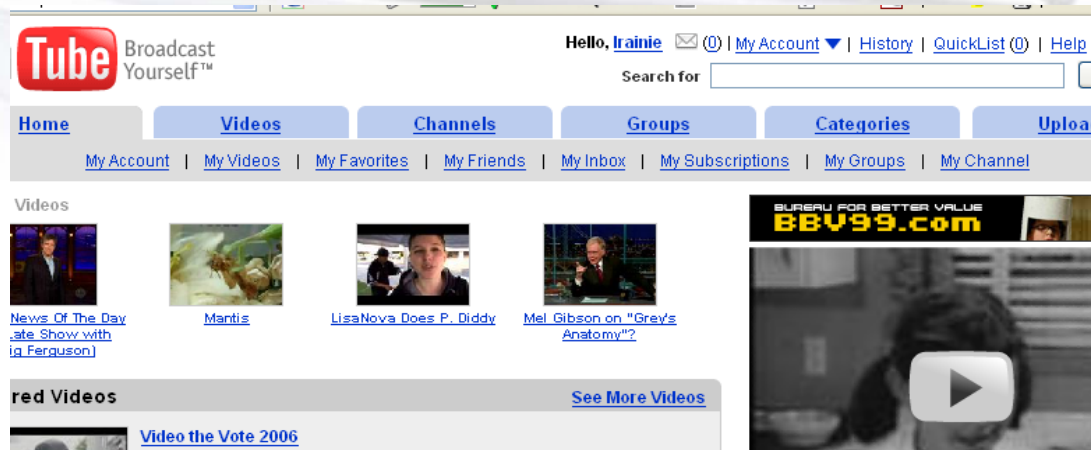 Tube Broadcast
Yourself™
Hello, Irainie (0) | My Account ▼ | History | QuickList (0) | Help
Search for
Home Videos Channels Groups Categories Uploa
My Account | My Videos | My Favorites | My Friends | My Inbox | My Subscriptions | My Groups | My Channel
Videos
BUREAU FOR BETTER VALUE
BBV99.com
News Of The Day
Late Show with
ig Ferguson)
Mantis
LisaNova Does P. Diddy
Mel Gibson on "Grey's
Anatomy"?
red Videos See More Videos
Video the Vote 2006